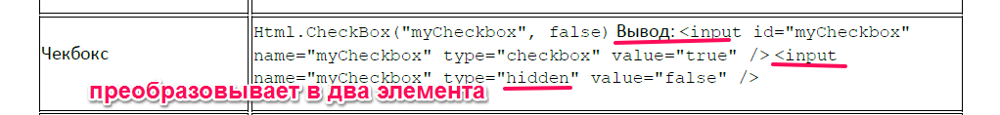 Чекбокс
Html.CheckBox("myCheckbox", false) Вывод: <input id="myCheckbox"
name="myCheckbox" type="checkbox" value="true" /><input
name="myCheckbox" type="hidden" value="false" />
преобразовывает в два элемента